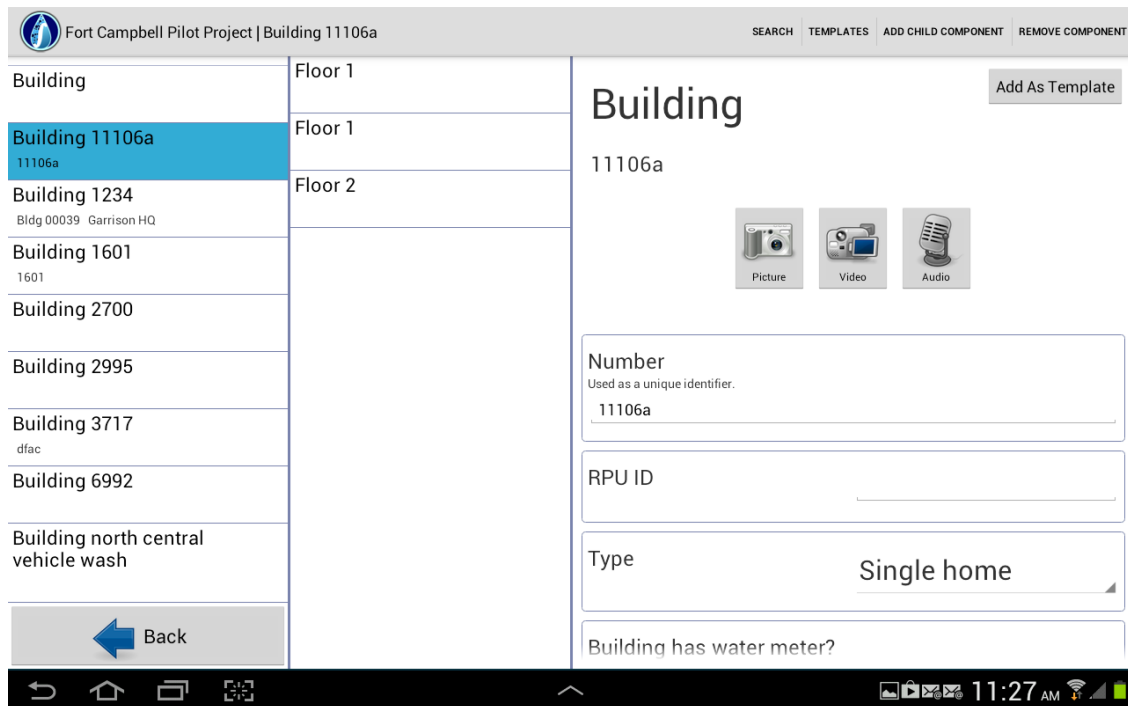 Fort Campbell Pilot Project | Building 11106a
SEARCH
TEMPLATES
ADD CHILD COMPONENT
REMOVE COMPONENT
Building
Building 11106a
11106a
Building 1234
Bldg 00039 Garrison HQ
Building 1601
1601
Building 2700
Building 2995
Building 3717
dfac
Building 6992
Building north central
vehicle wash
Back
Floor 1
Floor 1
Floor 2
Building
Add As Template
11106a
Picture
Video
Audio
Number
Used as a unique identifier.
11106a
RPU ID
Type
Single home
Building has water meter?
11:27 AM